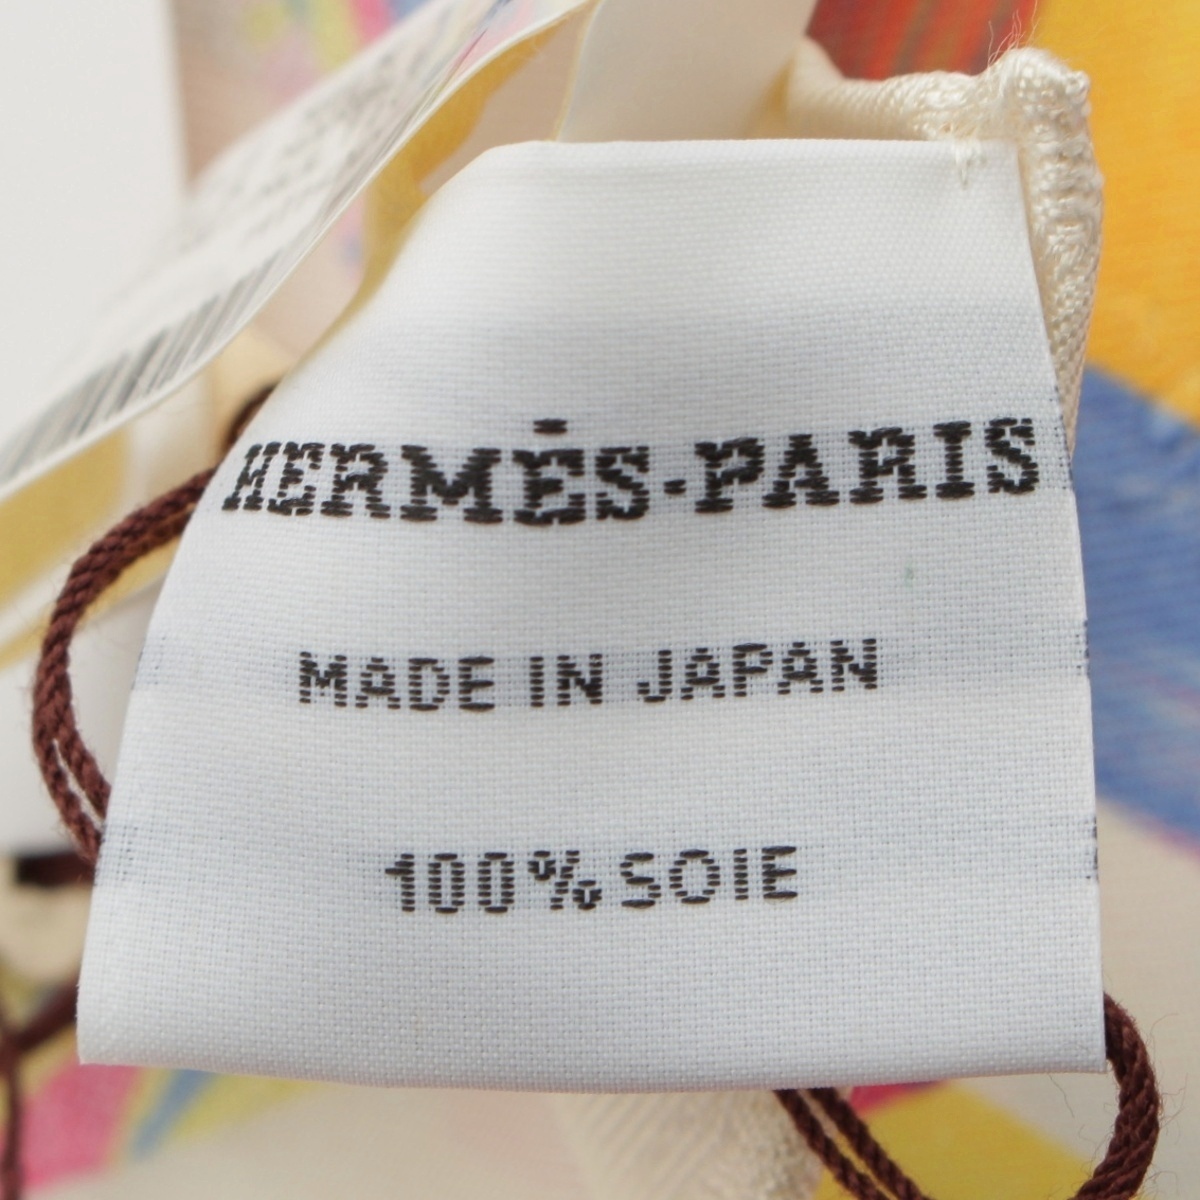 HERMÈS·PARIS
MADE IN JAPAN
100% SOIE